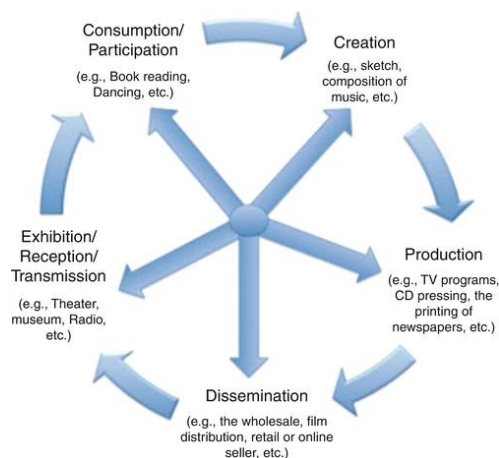 Consumption/
Participation
(e.g., Book reading,
Dancing, etc.)
Creation
(e.g., sketch,
composition of
music, etc.)
Production
(e.g., TV programs,
CD pressing, the
printing of
newspapers, etc.)
Dissemination
(e.g., the wholesale, film
distribution, retail or online
seller, etc.)
Exhibition/
Reception/
Transmission
(e.g., Theater,
museum, Radio,
etc.)